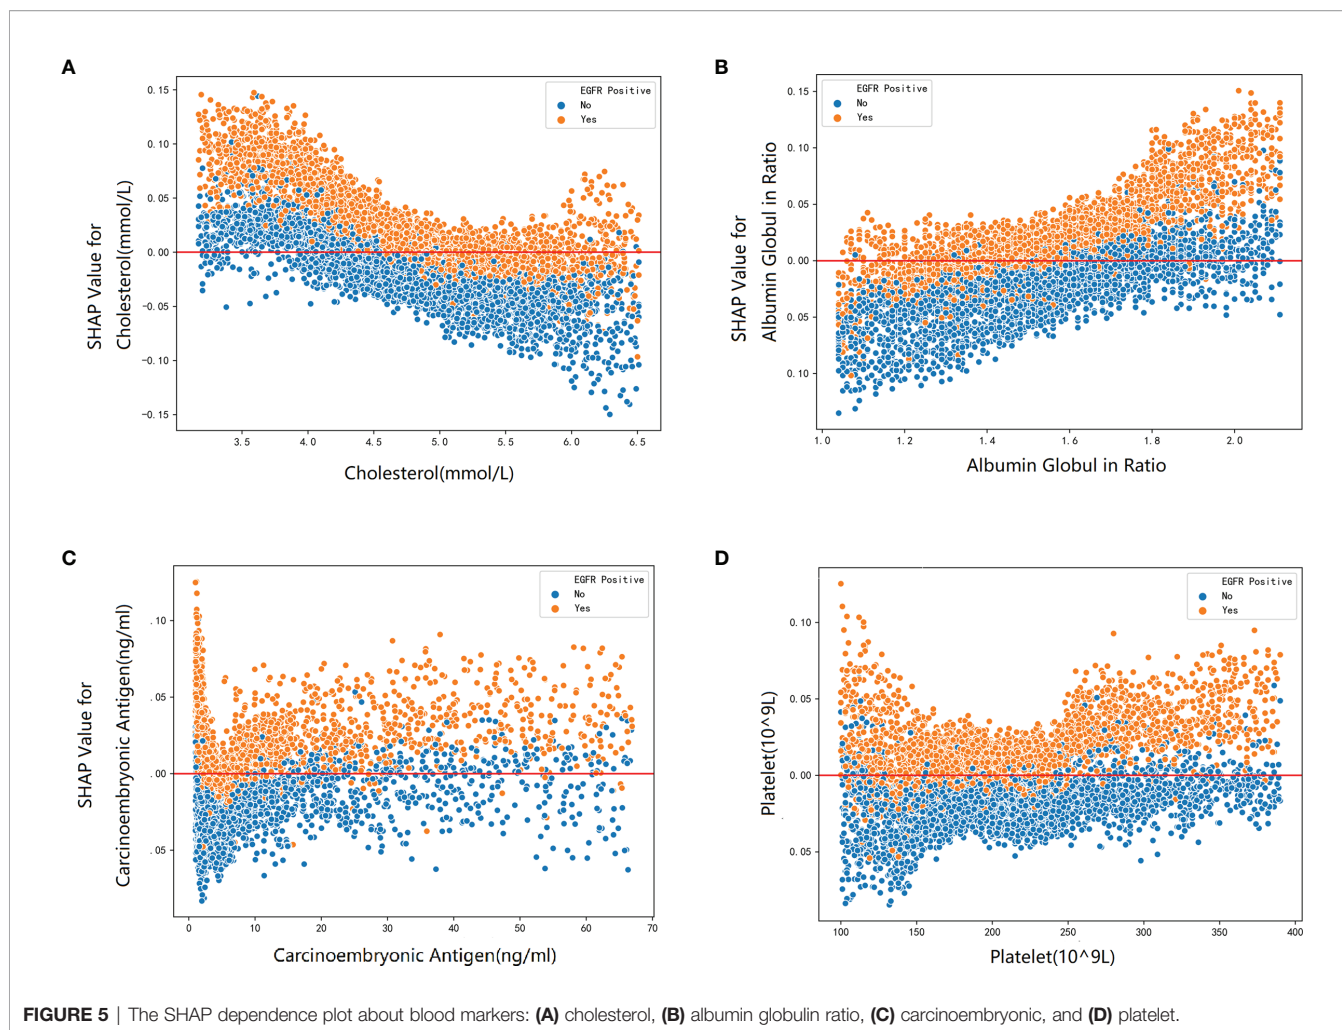 A
SHAP Value for
Cholesterol(mmol/L)
0.15
0.10
0.05
0.00
−0.05
−0.10
−0.15
EGFR Positive
No
Yes
3.5 4.0 4.5 5.0 5.5 6.0 6.5
Cholesterol(mmol/L)
B
SHAP Value for
Albumin Globul in Ratio
0.15
0.10
0.05
0.00
0.05
0.10
EGFR Positive
No
Yes
1.0 1.2 1.4 1.6 1.8 2.0
Albumin Globul in Ratio
C
SHAP Value for
Carcinoembryonic Antigen(ng/ml)
.10
.05
.00
.05
EGFR Positive
No
Yes
0 10 20 30 40 50 60 70
Carcinoembryonic Antigen(ng/ml)
D
Platelet(10^9L)
0.10
0.05
0.00
0.05
EGFR Positive
No
Yes
100 150 200 250 300 350 400
Platelet(10^9L)
FIGURE 5 | The SHAP dependence plot about blood markers: (A) cholesterol, (B) albumin globulin ratio, (C) carcinoembryonic, and (D) platelet.